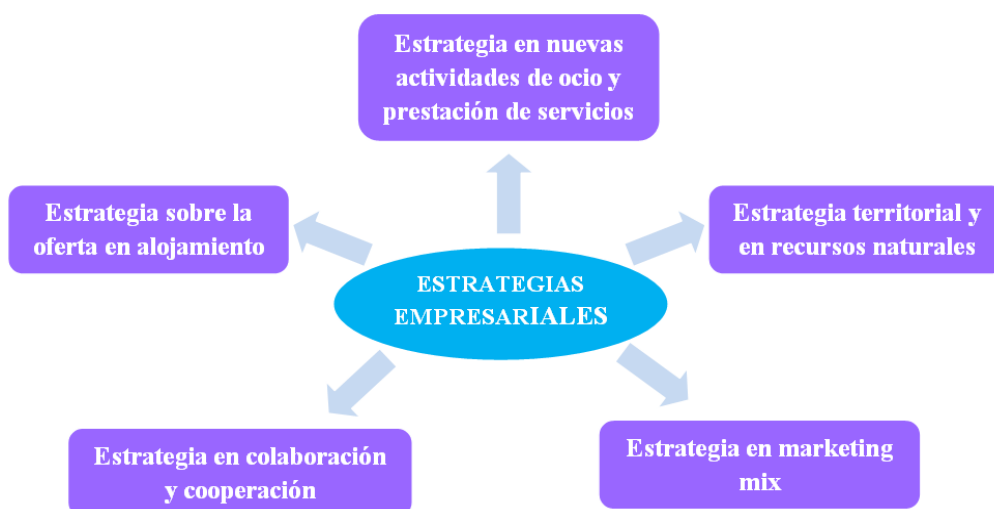 Estrategia en nuevas
actividades de ocio y
prestación de servicios
Estrategia sobre la
oferta en alojamiento
Estrategia territorial y
en recursos naturales
ESTRATEGIAS
EMPRESARIALES
Estrategia en colaboración
y cooperación
Estrategia en marketing
mix